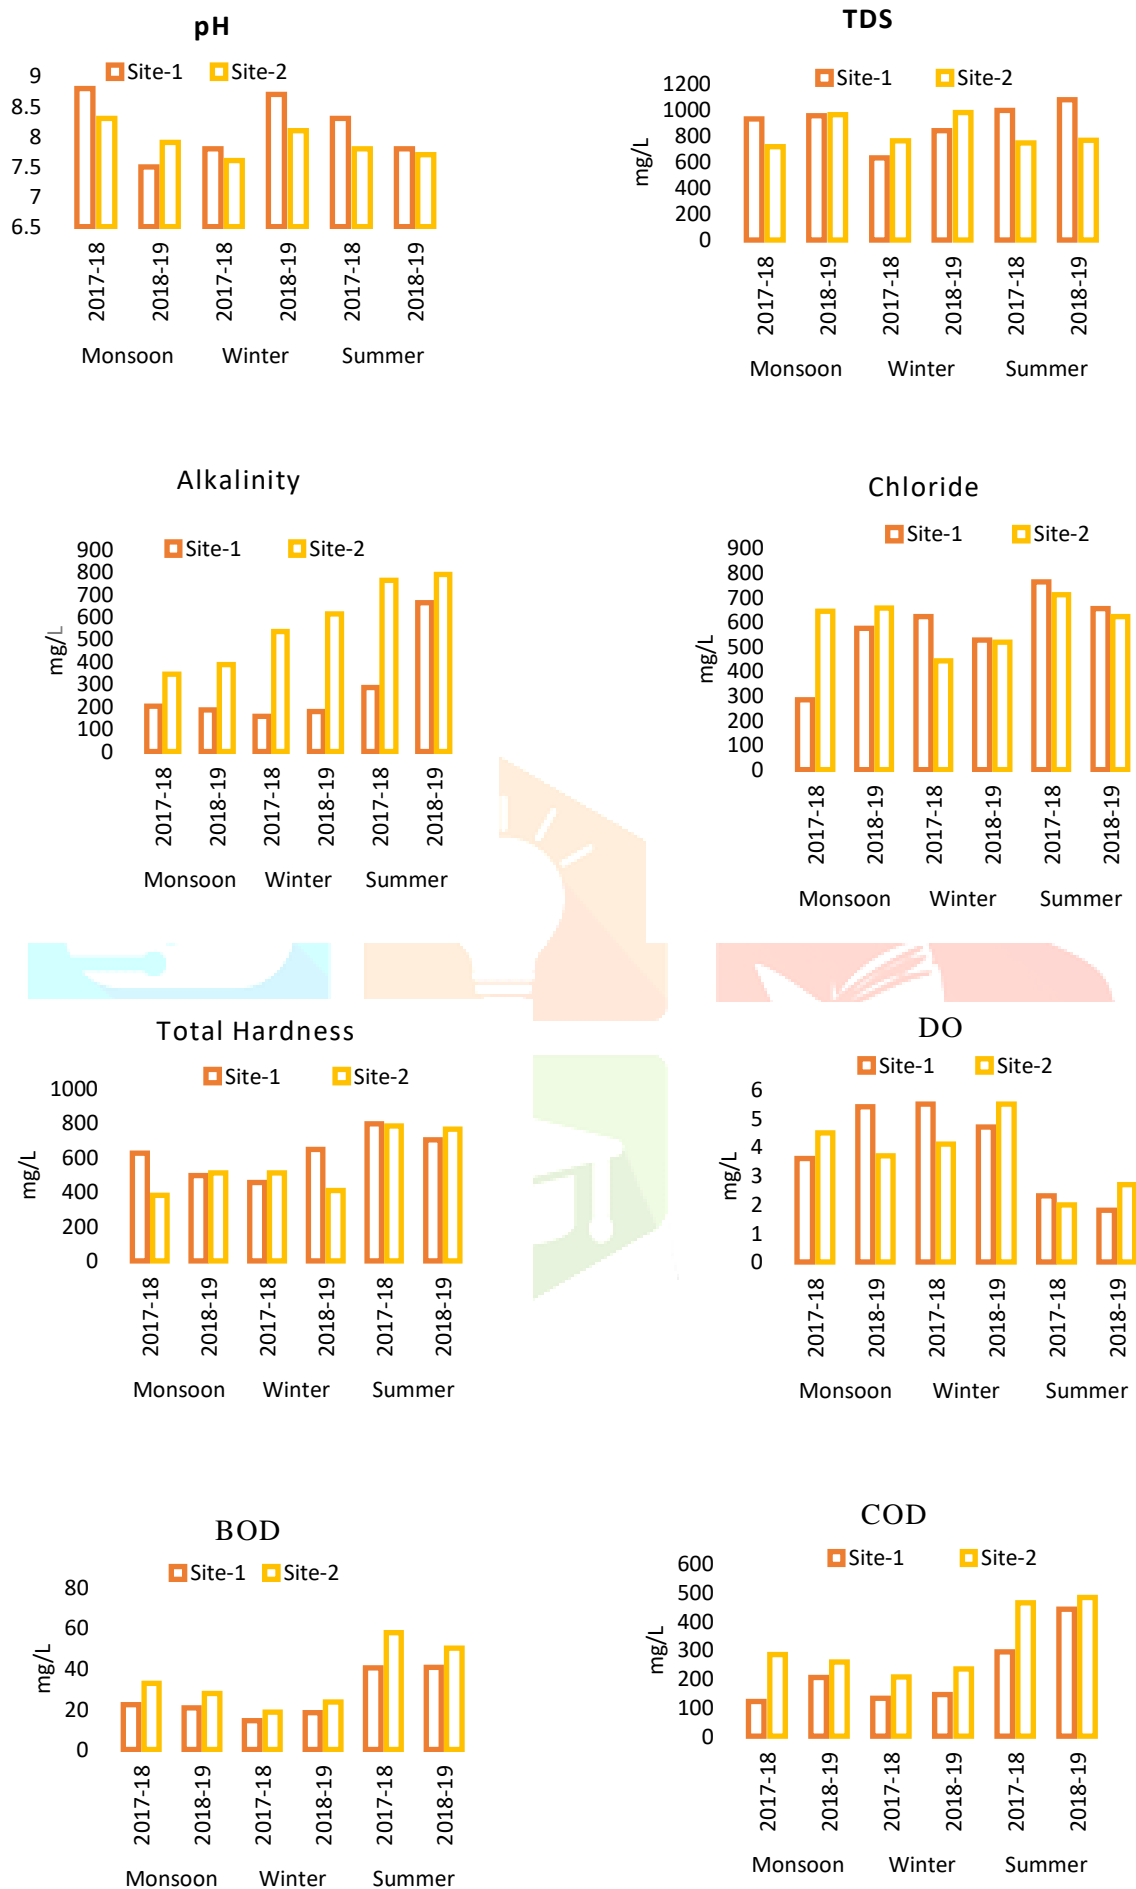 pH
Site-1 Site-2
9
8.5
8
7.5
7
6.5
2017-18 2018-19 2017-18 2018-19 2017-18 2018-19
Monsoon Winter Summer
TDS
Site-1 Site-2
mg/L
1200
1000
800
600
400
200
0
2017-18 2018-19 2017-18 2018-19 2017-18 2018-19
Monsoon Winter Summer
Alkalinity
Site-1 Site-2
mg/L
900
800
700
600
500
400
300
200
100
0
2017-18 2018-19 2017-18 2018-19 2017-18 2018-19
Monsoon Winter Summer
Chloride
Site-1 Site-2
mg/L
900
800
700
600
500
400
300
200
100
0
2017-18 2018-19 2017-18 2018-19 2017-18 2018-19
Monsoon Winter Summer
Total Hardness
Site-1 Site-2
mg/L
1000
800
600
400
200
0
2017-18 2018-19 2017-18 2018-19 2017-18 2018-19
Monsoon Winter Summer
DO
Site-1 Site-2
mg/L
6
5
4
3
2
1
0
2017-18 2018-19 2017-18 2018-19 2017-18 2018-19
Monsoon Winter Summer
BOD
Site-1 Site-2
mg/L
80
60
40
20
0
2017-18 2018-19 2017-18 2018-19 2017-18 2018-19
Monsoon Winter Summer
COD
Site-1 Site-2
mg/L
600
500
400
300
200
100
0
2017-18 2018-19 2017-18 2018-19 2017-18 2018-19
Monsoon Winter Summer